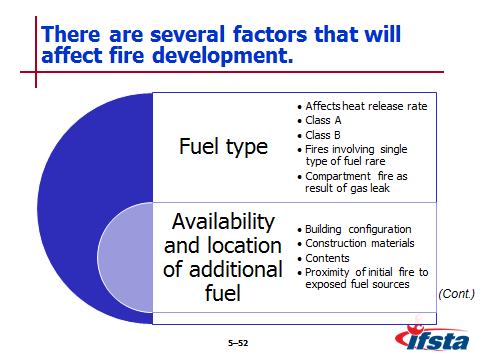 There are several factors that will
affect fire development.
Fuel type
• Affects heat release rate
• Class A
• Class B
• Fires involving single
type of fuel rare
• Compartment fire as
result of gas leak
Availability
and location
of additional
fuel
• Building configuration
• Construction materials
• Contents
• Proximity of initial fire to
exposed fuel sources
(Cont.)
5–52
ifsta